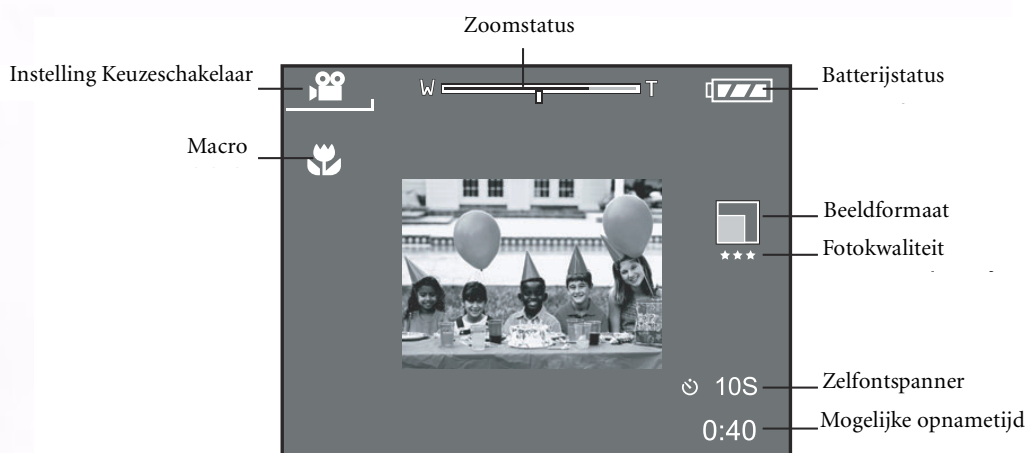 Zoomstatus
Instelling Keuzeschakelaar
W T
Batterijstatus
Macro
Beeldformaat
Fotokwaliteit
10S
Zelfontspanner
0:40
Mogelijke opnametijd